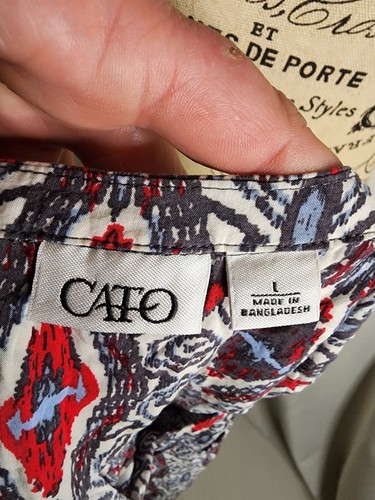 ET
DE PORTE
Styles
CATO
L
MADE IN
BANGLADESH